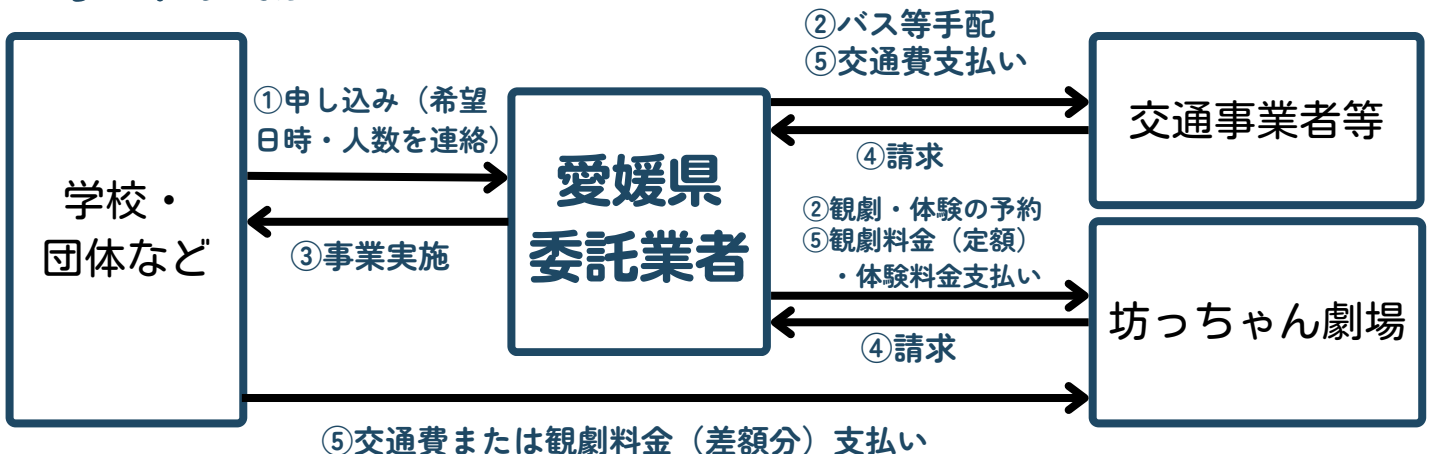 ②バス等手配
⑤交通費支払い
①申し込み（希望
日時・人数を連絡）
交通事業者等
④請求
学校・
団体など
愛媛県
委託業者
②観劇・体験の予約
⑤観劇料金（定額）
・体験料金支払い
③事業実施
坊っちゃん劇場
④請求
⑤交通費または観劇料金（差額分）支払い